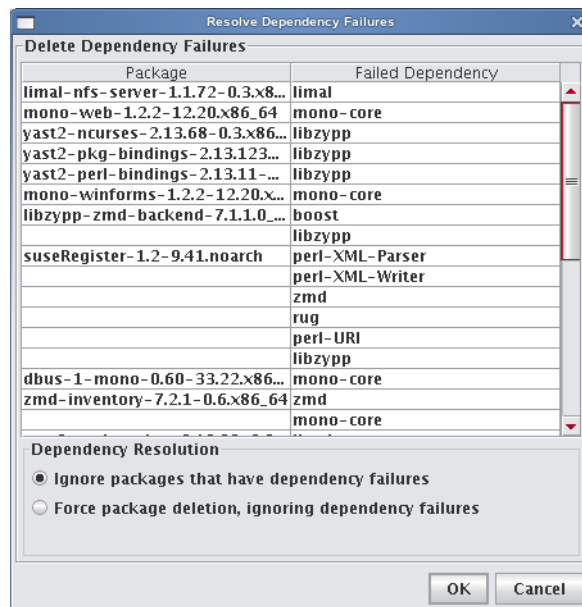 Resolve Dependency Failures
Delete Dependency Failures
Package Failed Dependency
limal-nfs-server-1.1.72-0.3.x8... limal
mono-web-1.2.2-12.20.x86_64 mono-core
yast2-ncurses-2.13.68-0.3.x86... libzypp
yast2-pkg-bindings-2.13.123... libzypp
yast2-perl-bindings-2.13.11-... libzypp
mono-winforms-1.2.2-12.20.x... mono-core
libzypp-zmd-backend-7.1.1.0_... boost
libzypp
suseRegister-1.2-9.41.noarch perl-XML-Parser
perl-XML-Writer
zmd
rug
perl-URI
libzypp
dbus-1-mono-0.60-33.22.x86... mono-core
zmd-inventory-7.2.1-0.6.x86_64 zmd
mono-core
Dependency Resolution
Ignore packages that have dependency failures
Force package deletion, ignoring dependency failures
OK Cancel